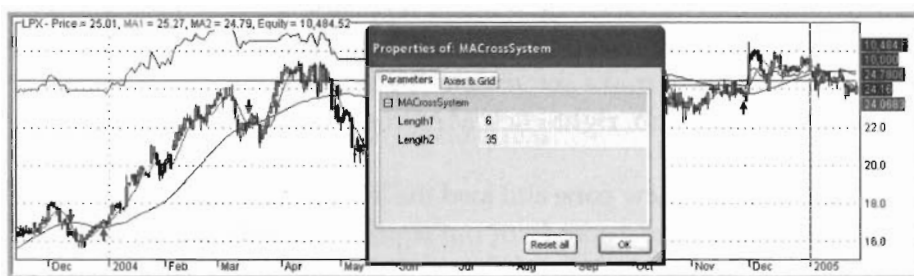 LPX - Price = 25.01, MA1 = 25.27, MA2 = 24.79, Equity = 10,484.52
Properties of: MACrossSystem
Parameters Axes & Grid
MACrossSystem
Length1 6
Length2 35
Reset all OK
10,484.
10,000
24.780
24.16
24.068
22.0
20.0
18.0
16.0
Dec 2004 Feb Mar Apr May Jun Jul Aug Sep Oct Nov Dec 2005